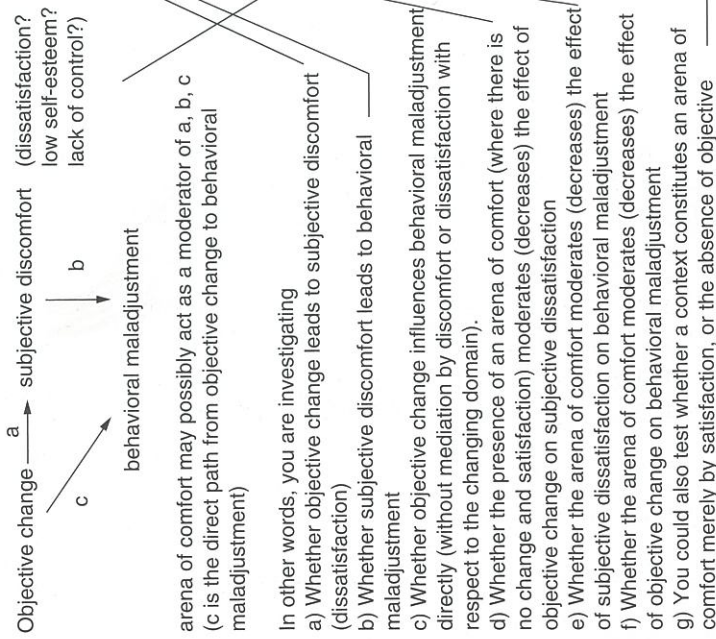 Objective change a subjective discomfort (dissatisfaction?
low self-esteem?
lack of control?)
c b
behavioral maladjustment
arena of comfort may possibly act as a moderator of a, b, c
(c is the direct path from objective change to behavioral
maladjustment)
In other words, you are investigating
a) Whether objective change leads to subjective discomfort
(dissatisfaction)
b) Whether subjective discomfort leads to behavioral
maladjustment
c) Whether objective change influences behavioral maladjustment
directly (without mediation by discomfort or dissatisfaction with
respect to the changing domain).
d) Whether the presence of an arena of comfort (where there is
no change and satisfaction) moderates (decreases) the effect of
objective change on subjective dissatisfaction
e) Whether the arena of comfort moderates (decreases) the effect
of subjective dissatisfaction on behavioral maladjustment
f) Whether the arena of comfort moderates (decreases) the effect
of objective change on behavioral maladjustment
g) You could also test whether a context constitutes an arena of
comfort merely by satisfaction, or the absence of objective